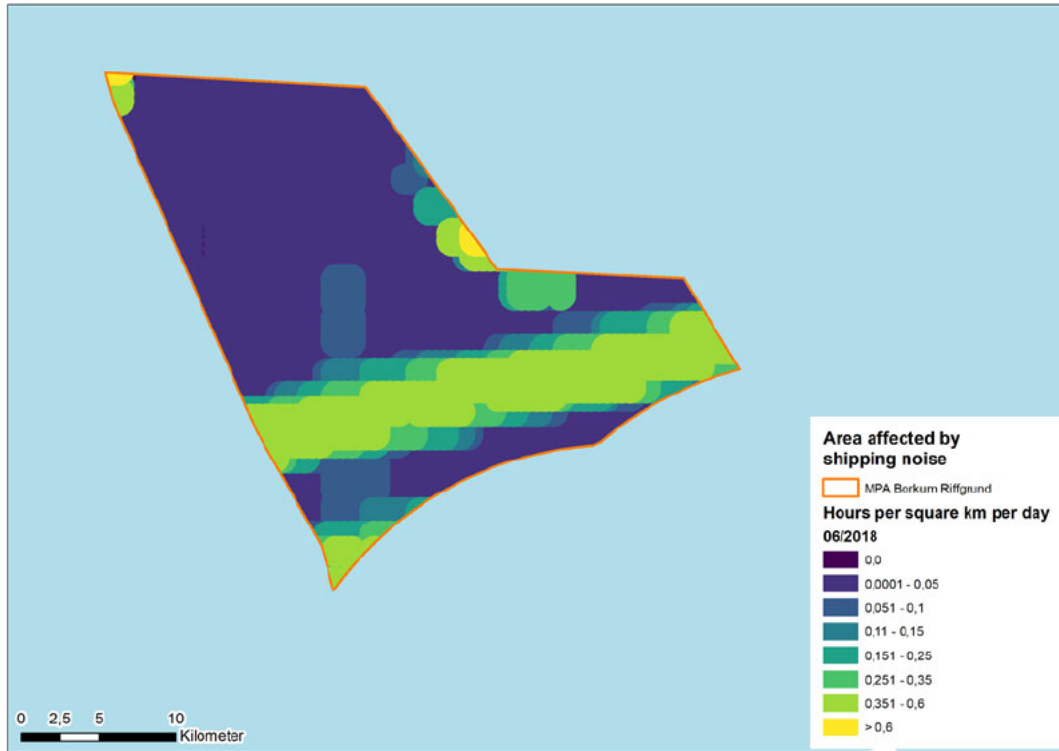 Area affected by
shipping noise
MPA Borkum Riffgrund
Hours per square km per day
06/2018
0,0
0,0001 - 0,05
0,051 - 0,1
0,11 - 0,15
0,151 - 0,25
0,251 - 0,35
0,351 - 0,6
> 0,6
0 2,5 5 10
Kilometer